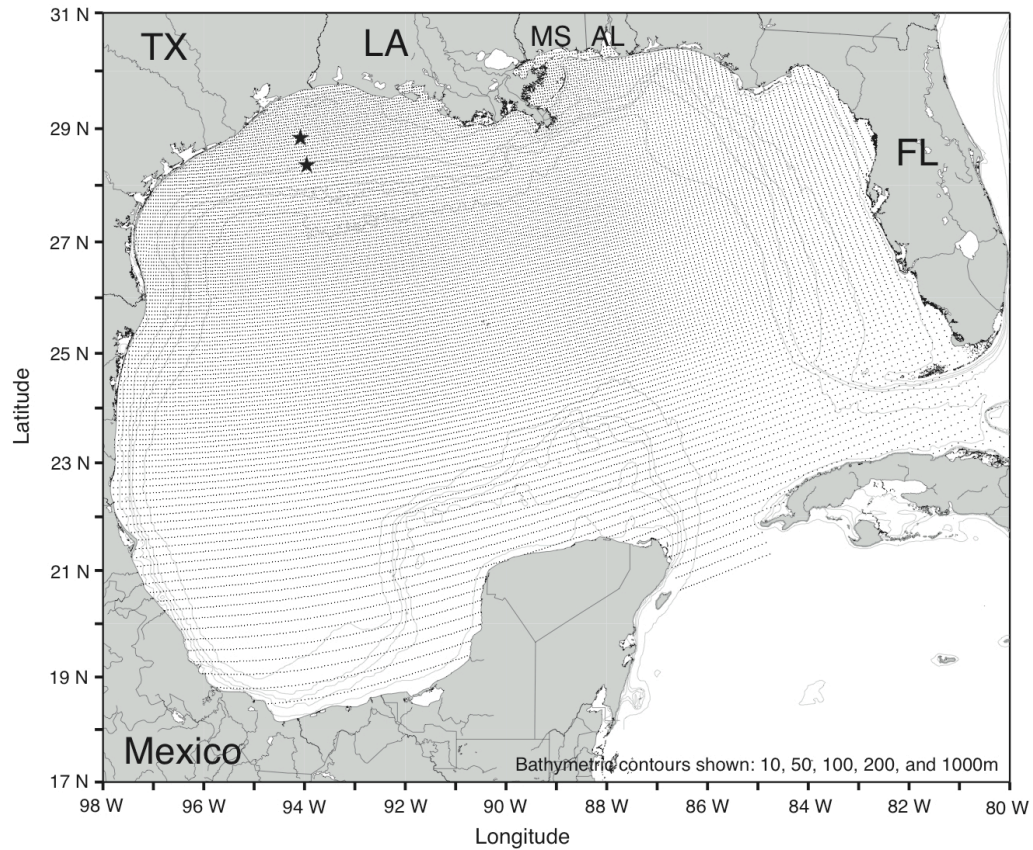 31 N
29 N
27 N
25 N
23 N
21 N
19 N
17 N
Latitude
TX
LA
MS
AL
FL
Mexico
Bathymetric contours shown: 10, 50, 100, 200, and 1000m
98 W 96 W 94 W 92 W 90 W 88 W 86 W 84 W 82 W 80 W
Longitude